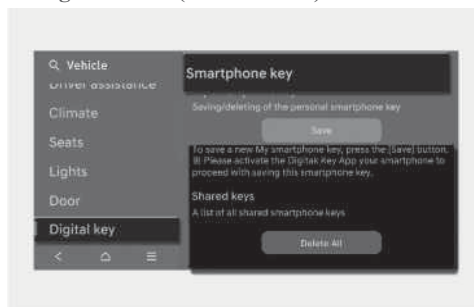 Vehicle
Driver assistance
Climate
Seats
Lights
Door
Digital key
Smartphone key
Saving/deleting of the personal smartphone key
Save
To save a new My smartphone key, press the [Save] button.
※ Please activate the Digitak Key App your smartphone to
proceed with saving this smartphone key.
Shared keys
A list of all shared smartphone keys
Delete All